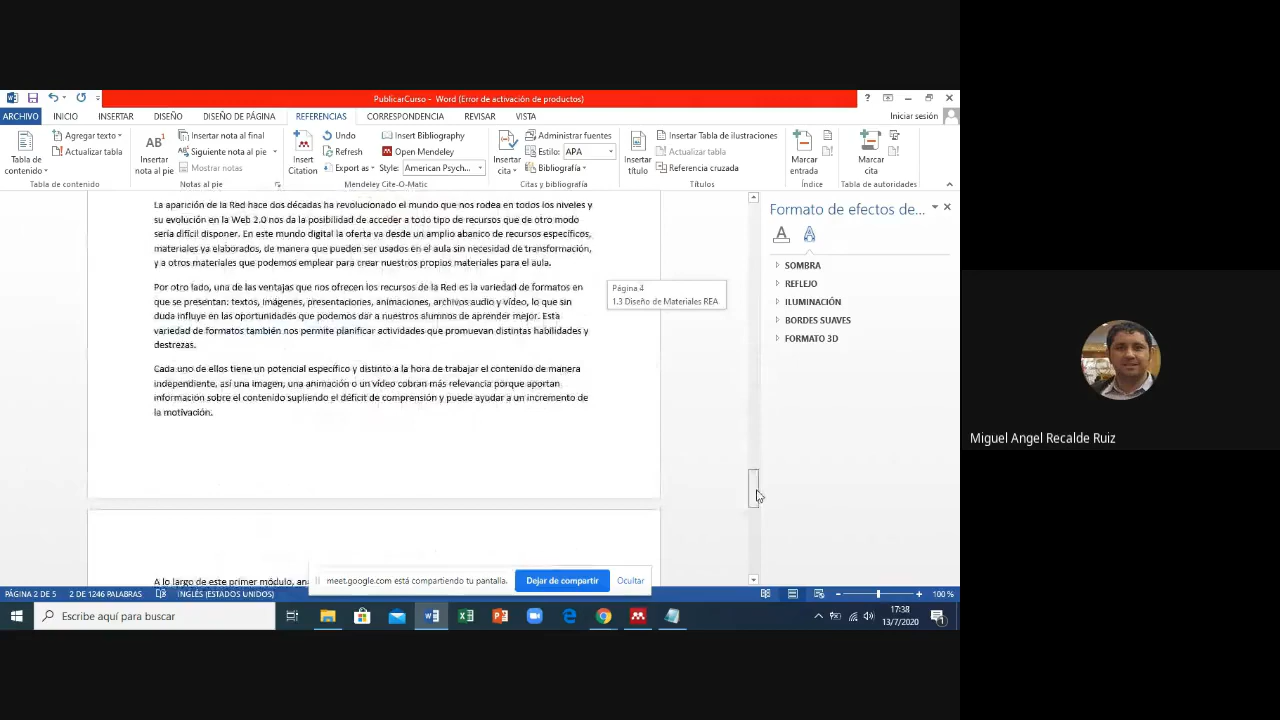 PublicarCurso - Word (Error de activación de productos)
ARCHIVO INICIO INSERTAR DISEÑO DISEÑO DE PÁGINA REFERENCIAS CORRESPONDENCIA REVISAR VISTA Iniciar sesión
Tabla de contenido
Agregar texto
Actualizar tabla
Tabla de contenido
AB¹
Insertar nota al pie
Insertar nota al final
Siguiente nota al pie
Mostrar notas
Notas al pie
Insert Citation
Undo
Refresh
Export as
Insert Bibliography
Open Mendeley
Style: American Psych...
Mendeley Cite-O-Matic
Insertar cita
Administrar fuentes
Estilo: APA
Bibliografía
Citas y bibliografía
Insertar título
Insertar Tabla de ilustraciones
Actualizar tabla
Referencia cruzada
Títulos
Marcar entrada
Índice
Marcar cita
Tabla de autoridades
La aparición de la Red hace dos décadas ha revolucionado el mundo que nos rodea en todos los niveles y
su evolución en la Web 2.0 nos da la posibilidad de acceder a todo tipo de recursos que de otro modo
sería difícil disponer. En este mundo digital la oferta va desde un amplio abanico de recursos específicos,
materiales ya elaborados, de manera que pueden ser usados en el aula sin necesidad de transformación,
y a otros materiales que podemos emplear para crear nuestros propios materiales para el aula.
Por otro lado, una de las ventajas que nos ofrecen los recursos de la Red es la variedad de formatos en
que se presentan: textos, imágenes, presentaciones, animaciones, archivos audio y vídeo, lo que sin
duda influye en las oportunidades que podemos dar a nuestros alumnos de aprender mejor. Esta
variedad de formatos también nos permite planificar actividades que promuevan distintas habilidades y
destrezas.
Cada uno de ellos tiene un potencial específico y distinto a la hora de trabajar el contenido de manera
independiente, así una imagen, una animación o un vídeo cobran más relevancia porque aportan
información sobre el contenido supliendo el déficit de comprensión y puede ayudar a un incremento de
la motivación.
Página 4
1.3 Diseño de Materiales REA
A lo largo de este primer módulo, an
Formato de efectos de...
SOMBRA
REFLEJO
ILUMINACIÓN
BORDES SUAVES
FORMATO 3D
Miguel Angel Recalde Ruiz
meet.google.com está compartiendo tu pantalla. Dejar de compartir Ocultar
PÁGINA 2 DE 5 2 DE 1246 PALABRAS INGLÉS (ESTADOS UNIDOS) 100 %
Escribe aquí para buscar
17:38
13/7/2020
1